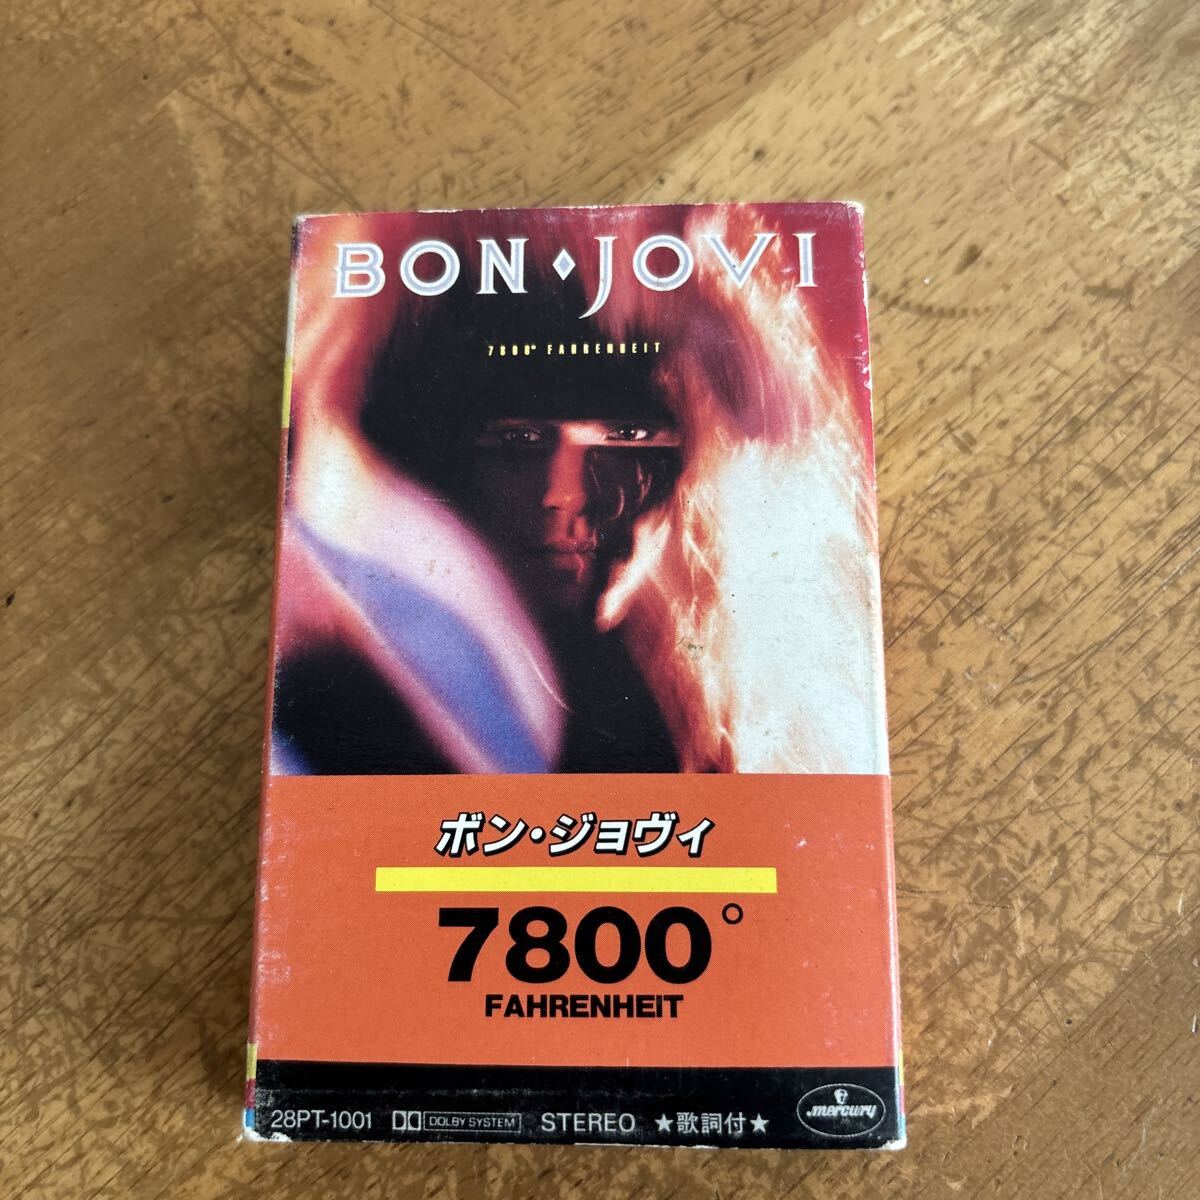 BON♦JOVI
7800° FAHRENHEIT
ボン・ジョヴィ
7800°
FAHRENHEIT
28PT-1001 DOLBY SYSTEM STEREO ★歌詞付★ mercury